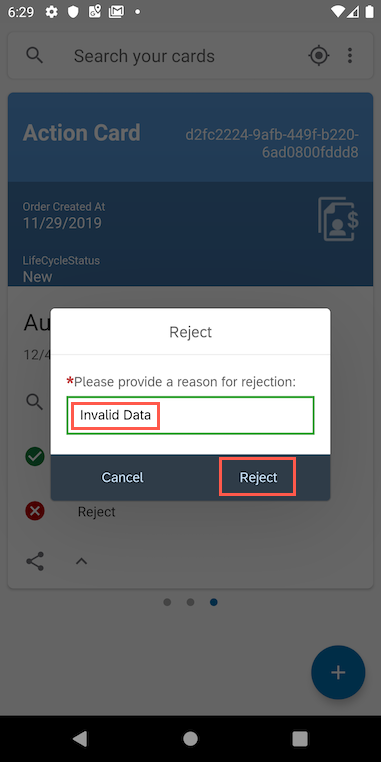 6:29
Search your cards
Action Card
d2fc2224-9afb-449f-b220-
6ad0800fddd8
Order Created At
11/29/2019
$
LifeCycleStatus
New
Au
12/4
Reject
*Please provide a reason for rejection:
Invalid Data
Cancel
Reject
Reject
+